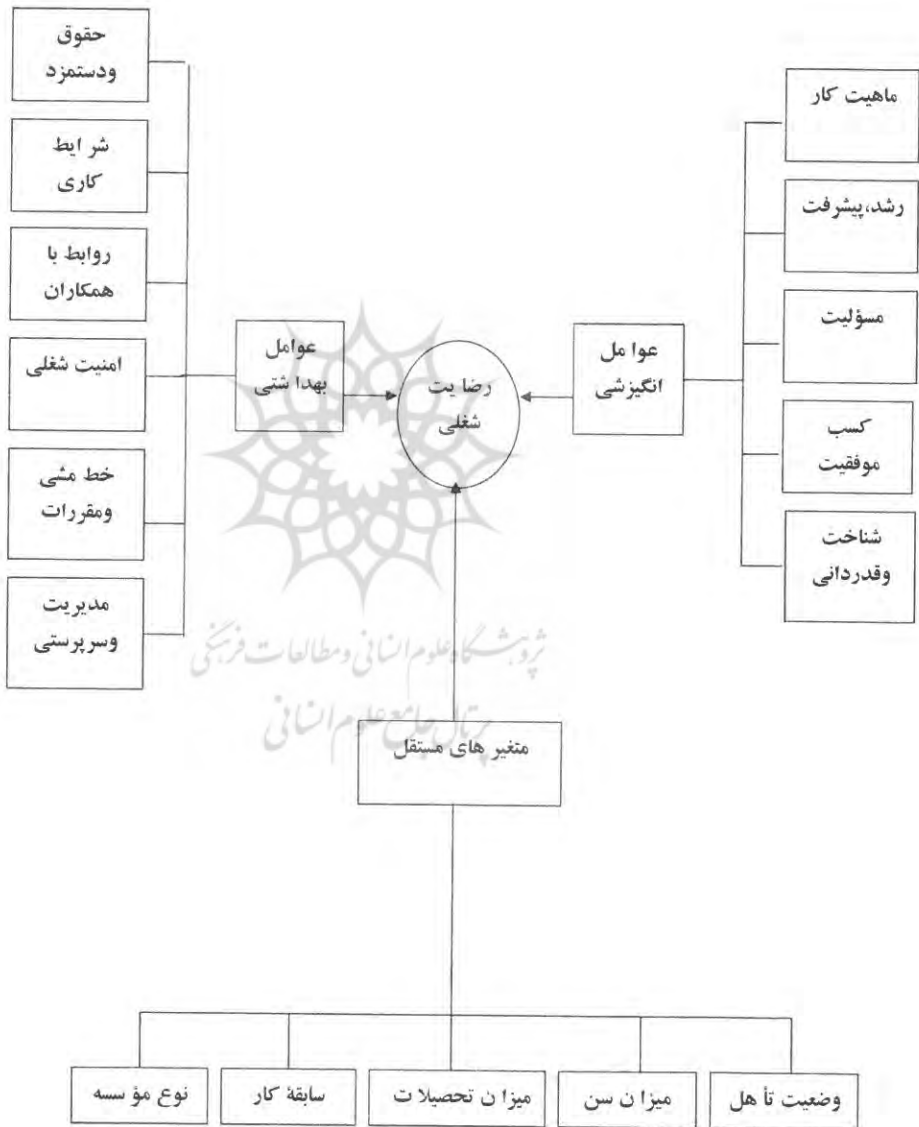 حقوق
ودستمزد
شرایط
کاری
روابط با
همکاران
امنیت شغلی
خط مشی
ومقررات
مدیریت
وسرپرستی
عوامل
بهداشتی
رضایت
شغلی
عوامل
انگیزشی
ماهیت کار
رشد،پیشرفت
مسؤلیت
کسب
موفقیت
شناخت
وقدردانی
پژوهشگاه علوم انسانی و مطالعات فرهنگی
پرتال جامع علوم انسانی
متغیر های مستقل
وضعیت تأهل
میزان سن
میزان تحصیلات
سابقۀ کار
نوع مؤسسه